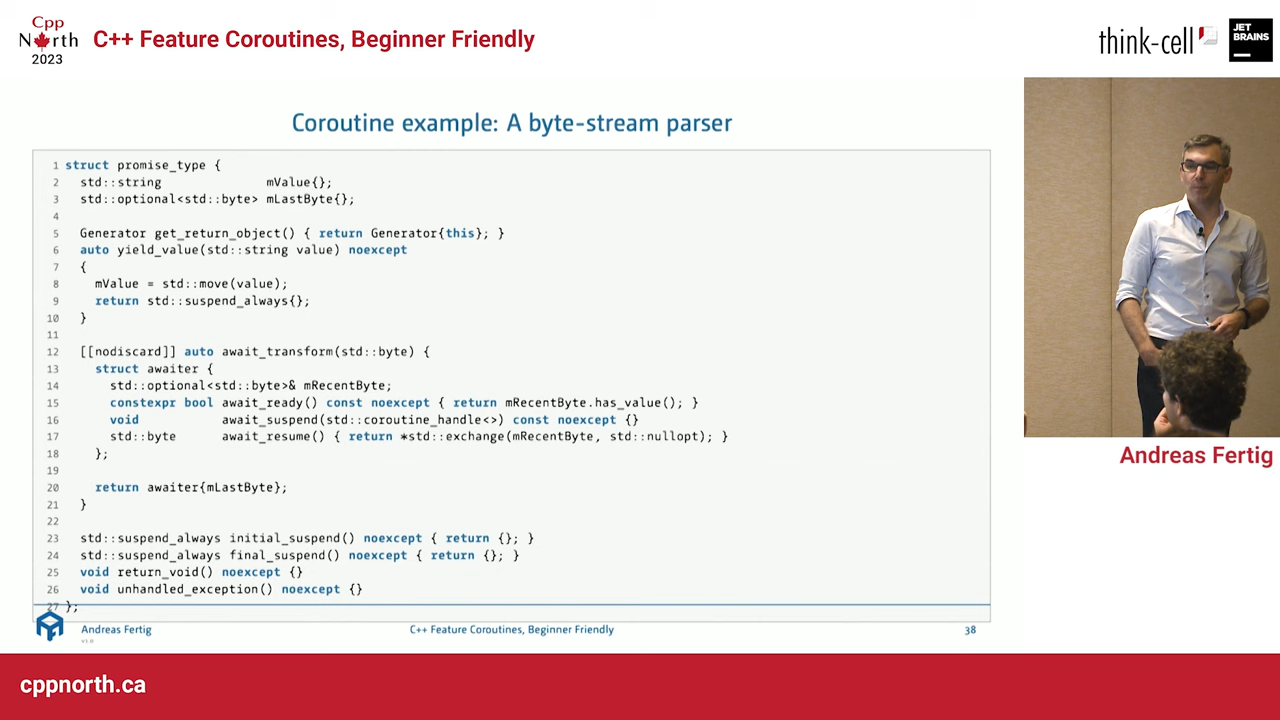 Cpp
North
2023
C++ Feature Coroutines, Beginner Friendly
think-cell
JET
BRAINS
Coroutine example: A byte-stream parser
1 struct promise_type {
2   std::string              mValue{};
3   std::optional<std::byte> mLastByte{};
4
5   Generator get_return_object() { return Generator{this}; }
6   auto yield_value(std::string value) noexcept
7   {
8     mValue = std::move(value);
9     return std::suspend_always{};
10   }
11
12   [[nodiscard]] auto await_transform(std::byte) {
13     struct awaiter {
14       std::optional<std::byte>& mRecentByte;
15       constexpr bool await_ready() const noexcept { return mRecentByte.has_value(); }
16       void           await_suspend(std::coroutine_handle<>) const noexcept {}
17       std::byte      await_resume() { return *std::exchange(mRecentByte, std::nullopt); }
18     };
19
20     return awaiter{mLastByte};
21   }
22
23   std::suspend_always initial_suspend() noexcept { return {}; }
24   std::suspend_always final_suspend() noexcept { return {}; }
25   void return_void() noexcept {}
26   void unhandled_exception() noexcept {}
27 };
Andreas Fertig
v1.0
C++ Feature Coroutines, Beginner Friendly
38
Andreas Fertig
cppnorth.ca